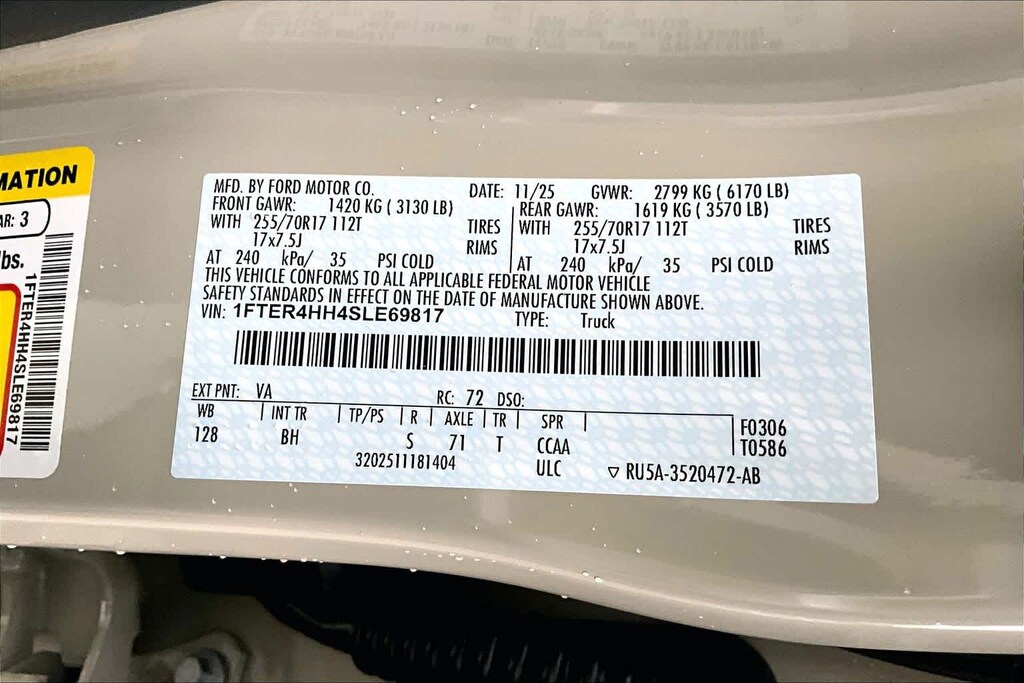 MATION
AR: 3
lbs.
1FTER4HH4SLE69817
MFD. BY FORD MOTOR CO. DATE: 11/25 GVWR: 2799 KG ( 6170 LB)
FRONT GAWR: 1420 KG ( 3130 LB) REAR GAWR: 1619 KG ( 3570 LB)
WITH 255/70R17 112T TIRES WITH 255/70R17 112T TIRES
17x7.5J RIMS 17x7.5J RIMS
AT 240 kPa/ 35 PSI COLD AT 240 kPa/ 35 PSI COLD
THIS VEHICLE CONFORMS TO ALL APPLICABLE FEDERAL MOTOR VEHICLE
SAFETY STANDARDS IN EFFECT ON THE DATE OF MANUFACTURE SHOWN ABOVE.
VIN: 1FTER4HH4SLE69817 TYPE: Truck
EXT PNT: VA RC: 72 DSO:
WB INT TR TP/PS R AXLE TR SPR F0306
128 BH S 71 T CCAA T0586
3202511181404 ULC RU5A-3520472-AB